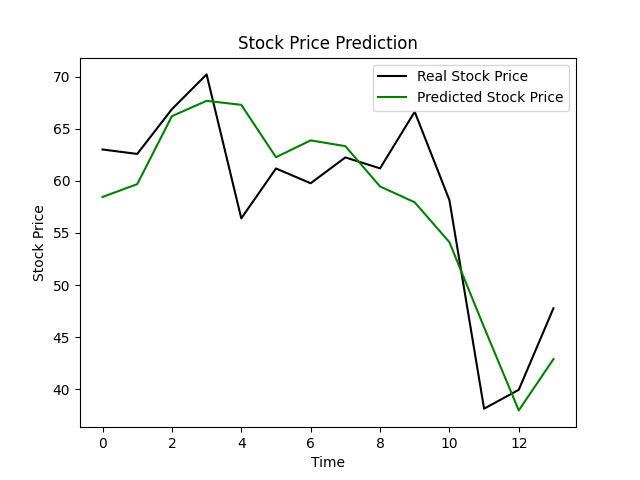 Stock Price Prediction
Real Stock Price
Predicted Stock Price
70
65
60
55
50
45
40
Stock Price
0 2 4 6 8 10 12
Time